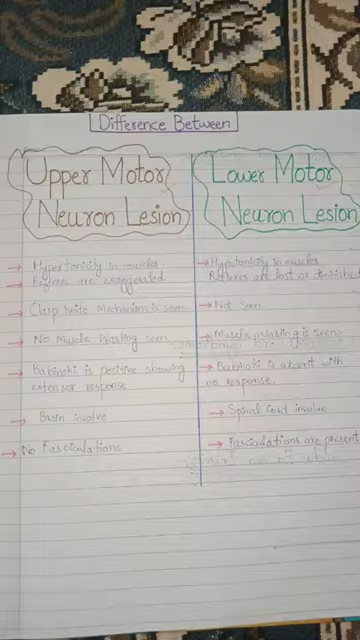 Difference Between
Upper Motor
Neuron Lesion
Lower Motor
Neuron Lesion
→ Hypertonicity in muscles
→ Reflexes are exaggerated
→ Clasp knife Mechanism is seen
→ No Muscle Wasting seen
→ Babinski is positive showing
extensor response
→ Brain involve
→ No Fasciculations
→ Hypotonicity in muscles
Reflexes are lost or diminished
→ Not seen
→ Muscle Wasing is seen
→ Babinski is absent with
no response.
→ Spinal Cord involve
→ Fasciculations are present